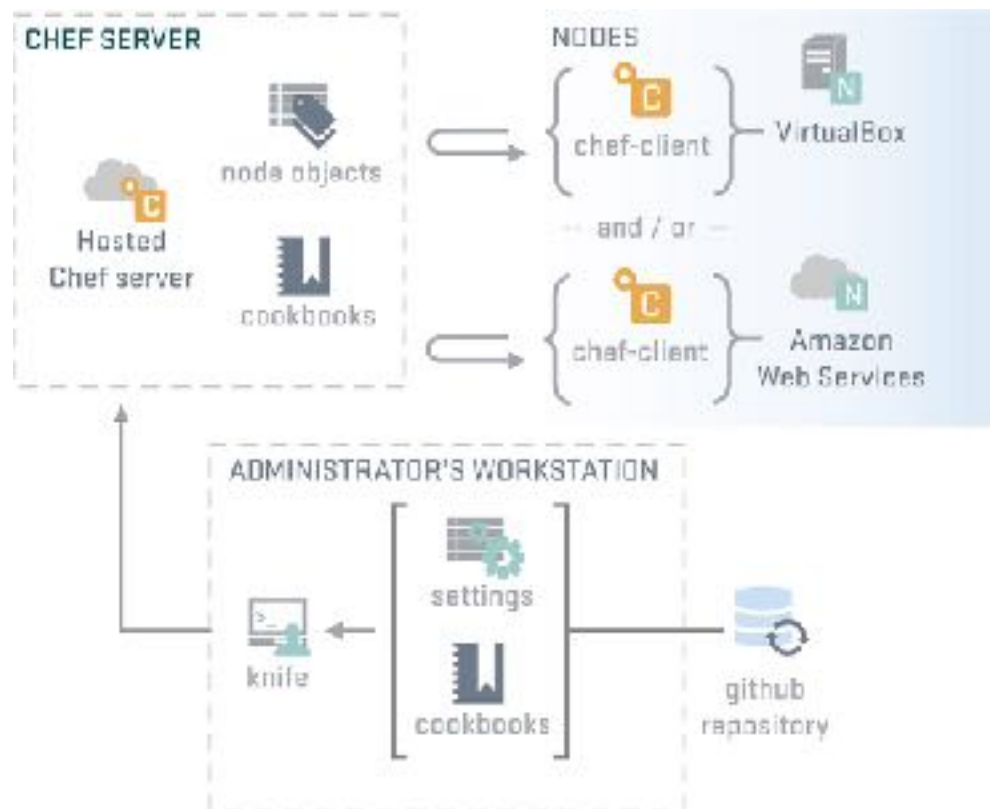 CHEF SERVER
node objects
C
Hosted
Chef server
cookbooks
NODES
C
chef-client
N
VirtualBox
and / or
C
chef-client
N
Amazon
Web Services
ADMINISTRATOR'S WORKSTATION
settings
>_
knife
cookbooks
github
repository